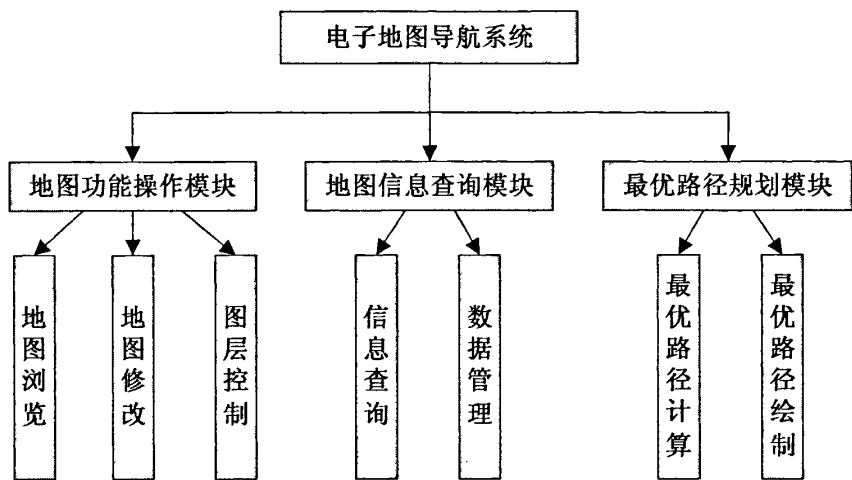 电子地图导航系统
地图功能操作模块
地图信息查询模块
最优路径规划模块
地图浏览
地图修改
图层控制
信息查询
数据管理
最优路径计算
最优路径绘制